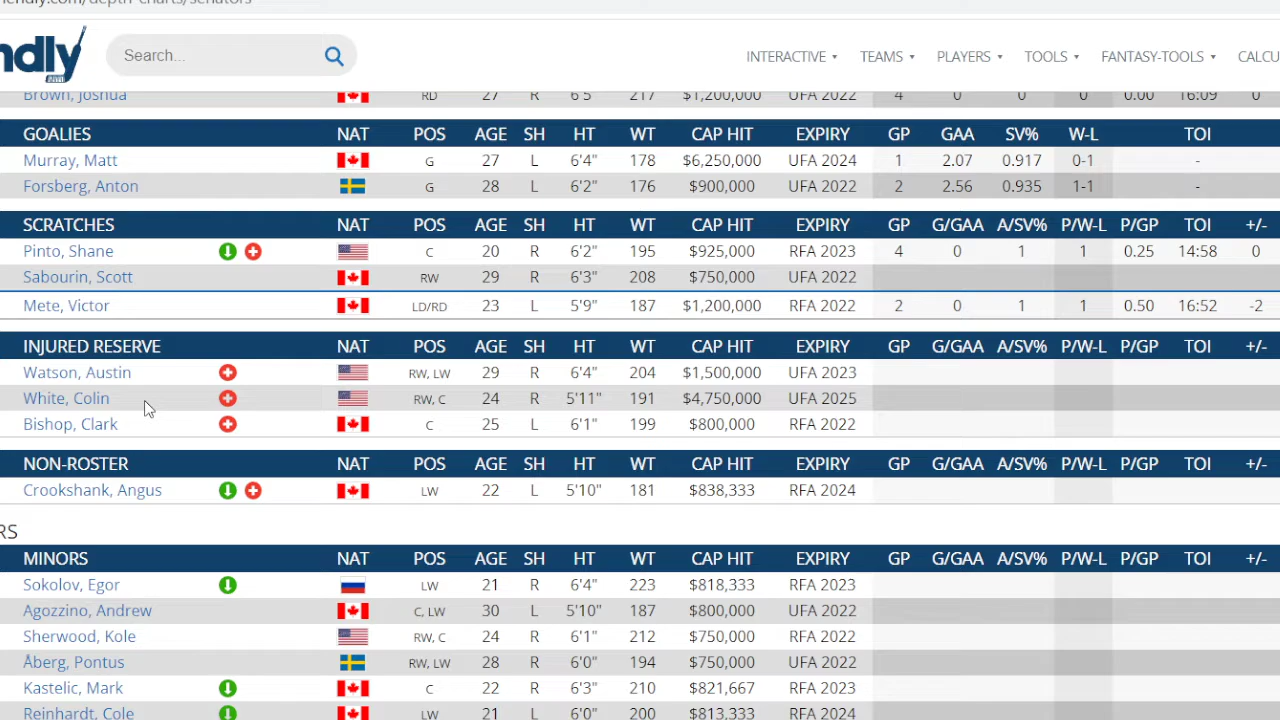 endly.com/depth-charts/senators
ndly Search... INTERACTIVE TEAMS PLAYERS TOOLS FANTASY-TOOLS CALCU
Brown, Joshua RD 27 R 6'5" 217 $1,200,000 UFA 2022 4 0 0 0 0.00 16:09 0
GOALIES NAT POS AGE SH HT WT CAP HIT EXPIRY GP GAA SV% W-L TOI
Murray, Matt G 27 L 6'4" 178 $6,250,000 UFA 2024 1 2.07 0.917 0-1 -
Forsberg, Anton G 28 L 6'2" 176 $900,000 UFA 2022 2 2.56 0.935 1-1 -
SCRATCHES NAT POS AGE SH HT WT CAP HIT EXPIRY GP G/GAA A/SV% P/W-L P/GP TOI +/-
Pinto, Shane C 20 R 6'2" 195 $925,000 RFA 2023 4 0 1 1 0.25 14:58 0
Sabourin, Scott RW 29 R 6'3" 208 $750,000 UFA 2022
Mete, Victor LD/RD 23 L 5'9" 187 $1,200,000 RFA 2022 2 0 1 1 0.50 16:52 -2
INJURED RESERVE NAT POS AGE SH HT WT CAP HIT EXPIRY GP G/GAA A/SV% P/W-L P/GP TOI +/-
Watson, Austin RW, LW 29 R 6'4" 204 $1,500,000 UFA 2023
White, Colin RW, C 24 R 5'11" 191 $4,750,000 UFA 2025
Bishop, Clark C 25 L 6'1" 199 $800,000 RFA 2022
NON-ROSTER NAT POS AGE SH HT WT CAP HIT EXPIRY GP G/GAA A/SV% P/W-L P/GP TOI +/-
Crookshank, Angus LW 22 L 5'10" 181 $838,333 RFA 2024
RS
MINORS NAT POS AGE SH HT WT CAP HIT EXPIRY GP G/GAA A/SV% P/W-L P/GP TOI +/-
Sokolov, Egor LW 21 R 6'4" 223 $818,333 RFA 2023
Agozzino, Andrew C, LW 30 L 5'10" 187 $800,000 UFA 2022
Sherwood, Kole RW, C 24 R 6'1" 212 $750,000 RFA 2022
Åberg, Pontus RW, LW 28 R 6'0" 194 $750,000 UFA 2022
Kastelic, Mark C 22 R 6'3" 210 $821,667 RFA 2023
Reinhardt, Cole LW 21 L 6'0" 200 $813,333 RFA 2024